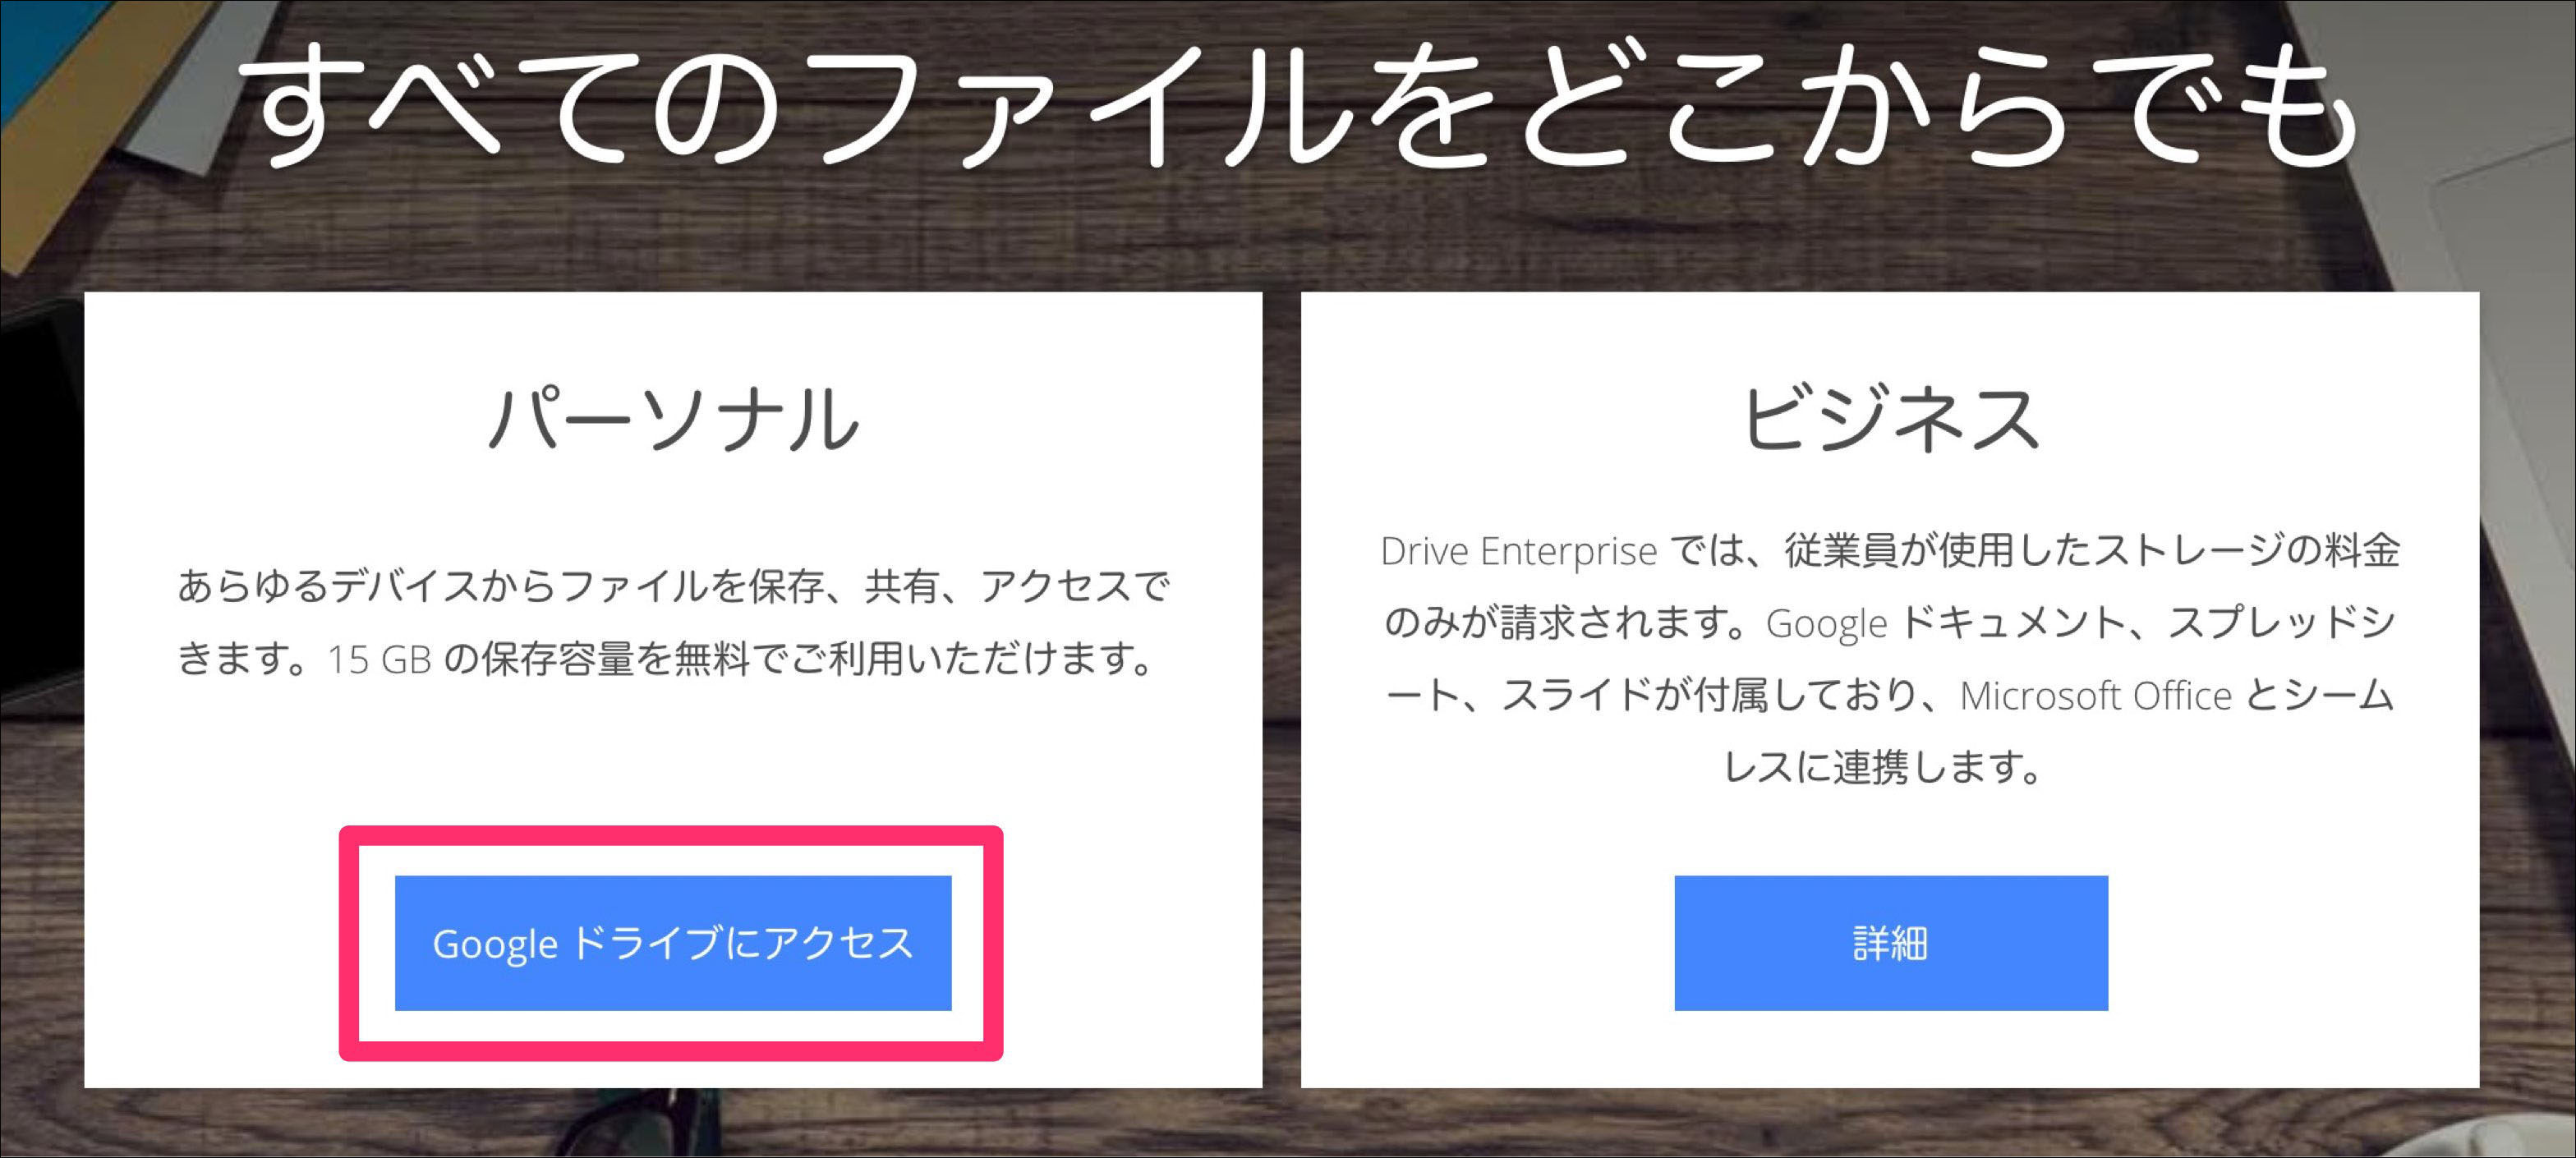 すべてのファイルをどこからでも
パーソナル
あらゆるデバイスからファイルを保存、共有、アクセスで
きます。15 GB の保存容量を無料でご利用いただけます。
Google ドライブにアクセス
ビジネス
Drive Enterprise では、従業員が使用したストレージの料金
のみが請求されます。Google ドキュメント、スプレッドシ
ート、スライドが付属しており、Microsoft Office とシーム
レスに連携します。
詳細